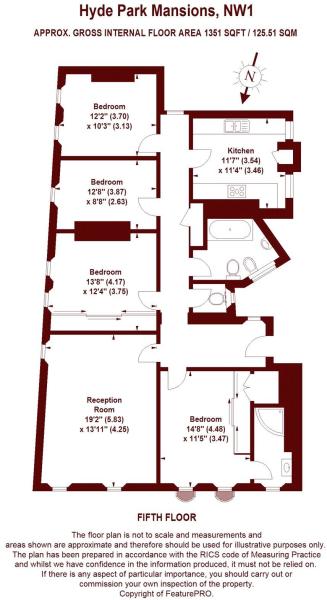 Hyde Park Mansions, NW1
APPROX. GROSS INTERNAL FLOOR AREA 1351 SQFT / 125.51 SQM
N
Bedroom
12'2" (3.70)
x 10'3" (3.13)
Kitchen
11'7" (3.54)
x 11'4" (3.46)
Bedroom
12'8" (3.87)
x 8'8" (2.63)
Bedroom
13'8" (4.17)
x 12'4" (3.75)
Reception
Room
19'2" (5.83)
x 13'11" (4.25)
Bedroom
14'8" (4.48)
x 11'5" (3.47)
FIFTH FLOOR
The floor plan is not to scale and measurements and
areas shown are approximate and therefore should be used for illustrative purposes only.
The plan has been prepared in accordance with the RICS code of Measuring Practice
and whilst we have confidence in the information produced, it must not be relied on.
If there is any aspect of particular importance, you should carry out or
commission your own inspection of the property.
Copyright of FeaturePRO.